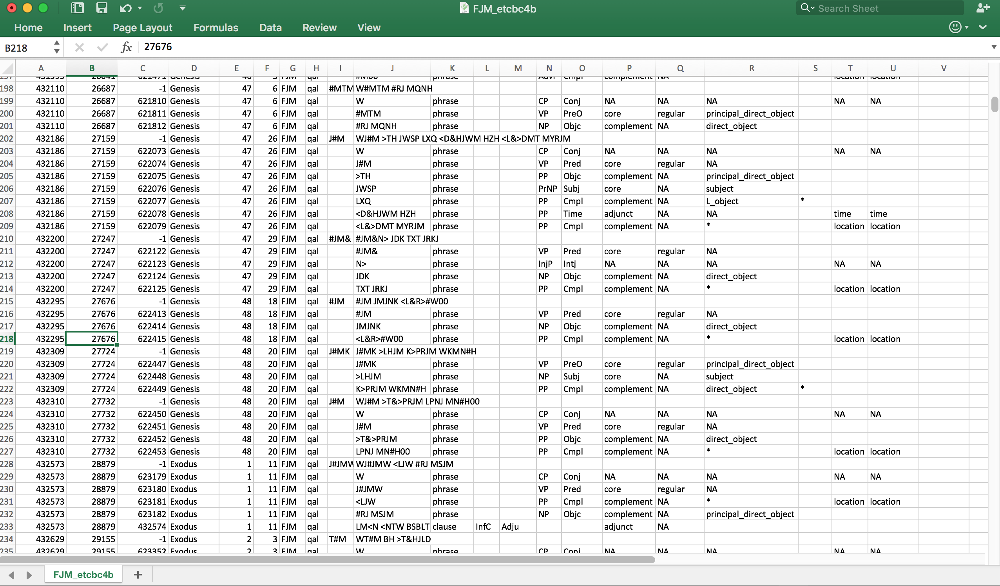 FJM_etcbc4b
Search Sheet
Home Insert Page Layout Formulas Data Review View
B218 fx 27676
A B C D E F G H I J K L M N O P Q R S T U V
198 432110 26687 -1 Genesis 47 6 FJM qal #MTM W#MTM #RJ MQNH
199 432110 26687 621810 Genesis 47 6 FJM qal W phrase CP Conj NA NA NA NA NA
200 432110 26687 621811 Genesis 47 6 FJM qal #MTM phrase VP PreO core regular principal_direct_object
201 432110 26687 621812 Genesis 47 6 FJM qal #RJ MQNH phrase NP Objc complement NA direct_object
202 432186 27159 -1 Genesis 47 26 FJM qal J#M WJ#M >TH JWSP LXQ <D&HJWM HZH <L&>DMT MYRJM
203 432186 27159 622073 Genesis 47 26 FJM qal W phrase CP Conj NA NA NA NA NA
204 432186 27159 622074 Genesis 47 26 FJM qal J#M phrase VP Pred core regular NA
205 432186 27159 622075 Genesis 47 26 FJM qal >TH phrase PP Objc complement NA principal_direct_object
206 432186 27159 622076 Genesis 47 26 FJM qal JWSP phrase PrNP Subj core NA subject
207 432186 27159 622077 Genesis 47 26 FJM qal LXQ phrase PP Cmpl complement NA L_object *
208 432186 27159 622078 Genesis 47 26 FJM qal <D&HJWM HZH phrase PP Time adjunct NA NA time time
209 432186 27159 622079 Genesis 47 26 FJM qal <L&>DMT MYRJM phrase PP Cmpl complement NA * location location
210 432200 27247 -1 Genesis 47 29 FJM qal #JM& #JM&N> JDK TXT JRKJ
211 432200 27247 622122 Genesis 47 29 FJM qal #JM& phrase VP Pred core regular NA
212 432200 27247 622123 Genesis 47 29 FJM qal N> phrase InjP Intj NA NA NA NA NA
213 432200 27247 622124 Genesis 47 29 FJM qal JDK phrase NP Objc complement NA direct_object
214 432200 27247 622125 Genesis 47 29 FJM qal TXT JRKJ phrase PP Cmpl complement NA * location location
215 432295 27676 -1 Genesis 48 18 FJM qal #JM #JM JMJNK <L&R>#W00
216 432295 27676 622413 Genesis 48 18 FJM qal #JM phrase VP Pred core regular NA
217 432295 27676 622414 Genesis 48 18 FJM qal JMJNK phrase NP Objc complement NA direct_object
218 432295 27676 622415 Genesis 48 18 FJM qal <L&R>#W00 phrase PP Cmpl complement NA * location location
219 432309 27724 -1 Genesis 48 20 FJM qal J#MK J#MK >LHJM K>PRJM WKMN#H
220 432309 27724 622447 Genesis 48 20 FJM qal J#MK phrase VP PreO core regular principal_direct_object
221 432309 27724 622448 Genesis 48 20 FJM qal >LHJM phrase NP Subj core NA subject
222 432309 27724 622449 Genesis 48 20 FJM qal K>PRJM WKMN#H phrase PP Cmpl complement NA direct_object *
223 432310 27732 -1 Genesis 48 20 FJM qal J#M WJ#M >T&>PRJM LPNJ MN#H00
224 432310 27732 622450 Genesis 48 20 FJM qal W phrase CP Conj NA NA NA NA NA
225 432310 27732 622451 Genesis 48 20 FJM qal J#M phrase VP Pred core regular NA
226 432310 27732 622452 Genesis 48 20 FJM qal >T&>PRJM phrase PP Objc complement NA direct_object
227 432310 27732 622453 Genesis 48 20 FJM qal LPNJ MN#H00 phrase PP Cmpl complement NA * location location
228 432573 28879 -1 Exodus 1 11 FJM qal J#JMW WJ#JMW <LJW #RJ MSJM
229 432573 28879 623179 Exodus 1 11 FJM qal W phrase CP Conj NA NA NA NA NA
230 432573 28879 623180 Exodus 1 11 FJM qal J#JMW phrase VP Pred core regular NA
231 432573 28879 623181 Exodus 1 11 FJM qal <LJW phrase PP Cmpl complement NA * location location
232 432573 28879 623182 Exodus 1 11 FJM qal #RJ MSJM phrase NP Objc complement NA principal_direct_object
233 432573 28879 432574 Exodus 1 11 FJM qal LM<N <NTW BSBLT clause InfC Adju adjunct NA
234 432629 29155 -1 Exodus 2 3 FJM qal T#M WT#M BH >T&HJLD
235 432629 29155 623352 Exodus 2 3 FJM qal W phrase CP Conj NA NA NA NA NA
FJM_etcbc4b